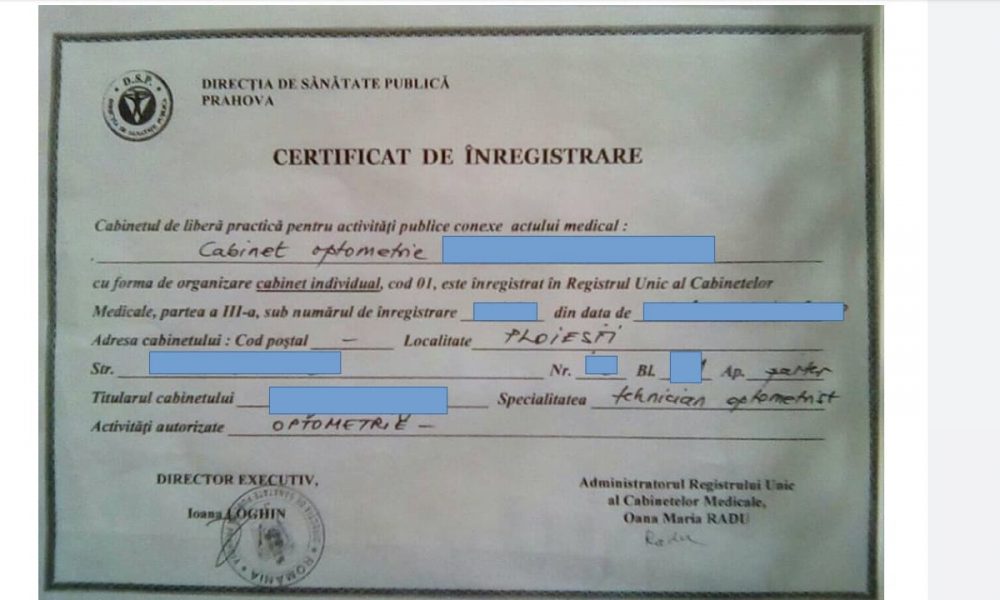 D.S.P.
DIRECȚIA DE SĂNĂTATE PUBLICĂ
PRAHOVA
CERTIFICAT DE ÎNREGISTRARE
Cabinetul de liberă practică pentru activități publice conexe actului medical :
Cabinet optometrie
cu forma de organizare cabinet individual, cod 01, este înregistrat în Registrul Unic al Cabinetelor
Medicale, partea a III-a, sub numărul de înregistrare din data de
Adresa cabinetului : Cod poștal — Localitate PLOIESTI
Str. Nr. Bl. Ap. parter
Titularul cabinetului Specialitatea tehnician optometrist
Activități autorizate OPTOMETRIE —
DIRECTOR EXECUTIV,
Ioana LOGHIN
ROMÂNIA
Administratorul Registrului Unic
al Cabinetelor Medicale,
Oana Maria RADU
Radu